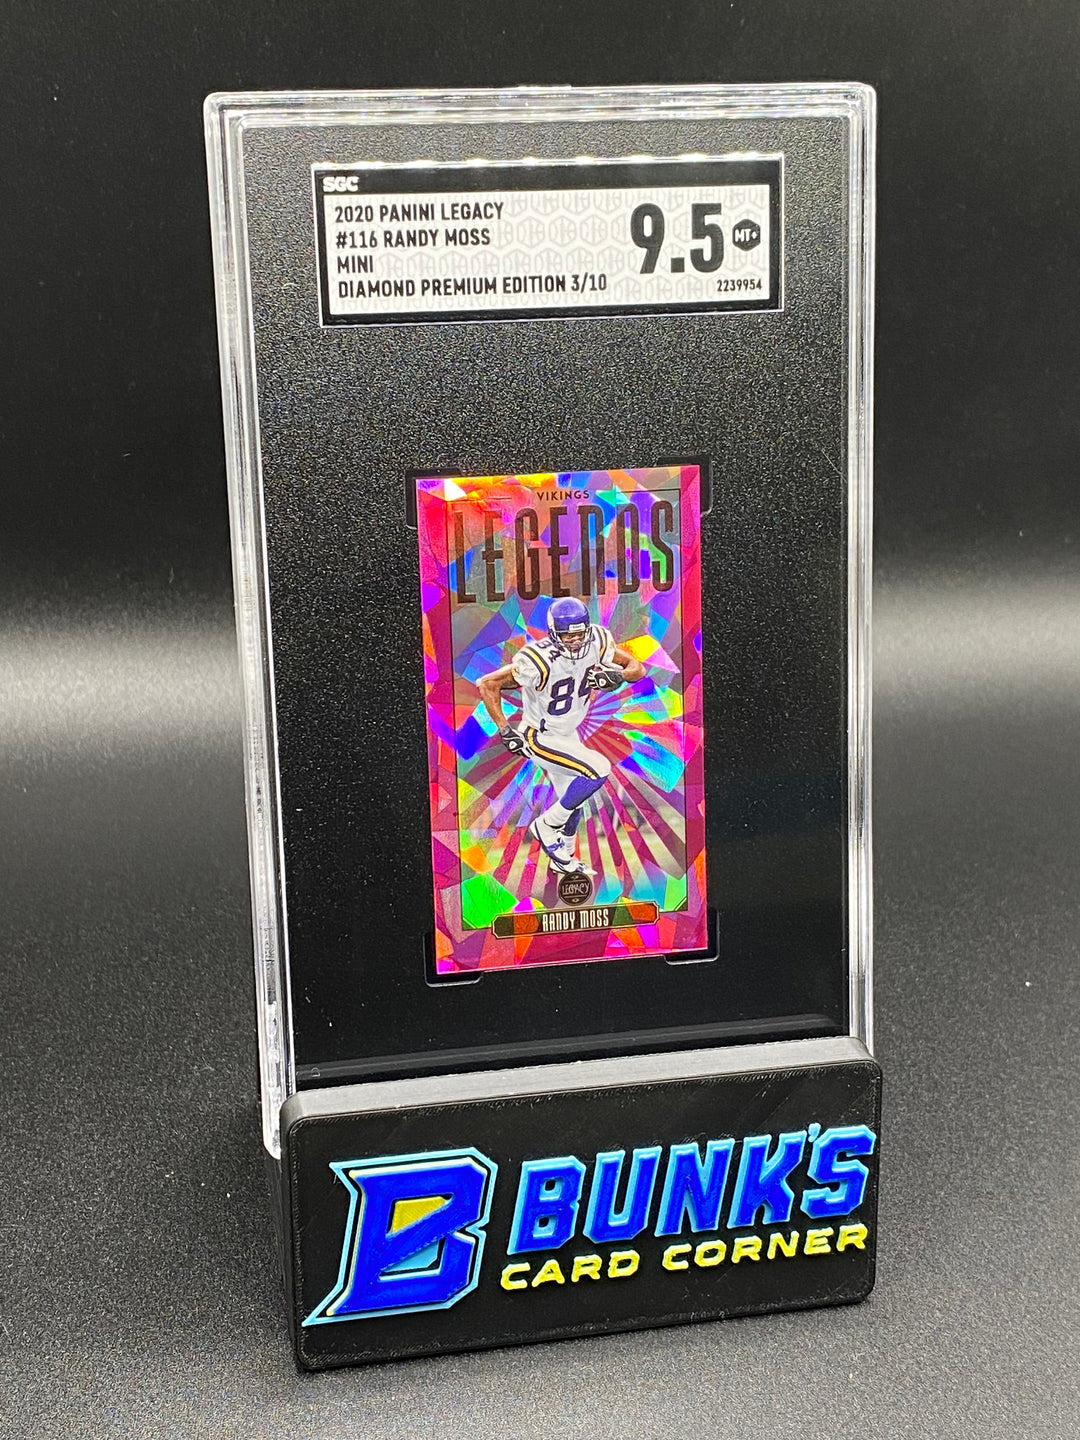 SGC
2020 PANINI LEGACY
#116 RANDY MOSS
MINI
DIAMOND PREMIUM EDITION 3/10
9.5 MT+
2239954
VIKINGS
LEGENDS
84
84
LEGACY
RANDY MOSS
B BUNK'S
CARD CORNER